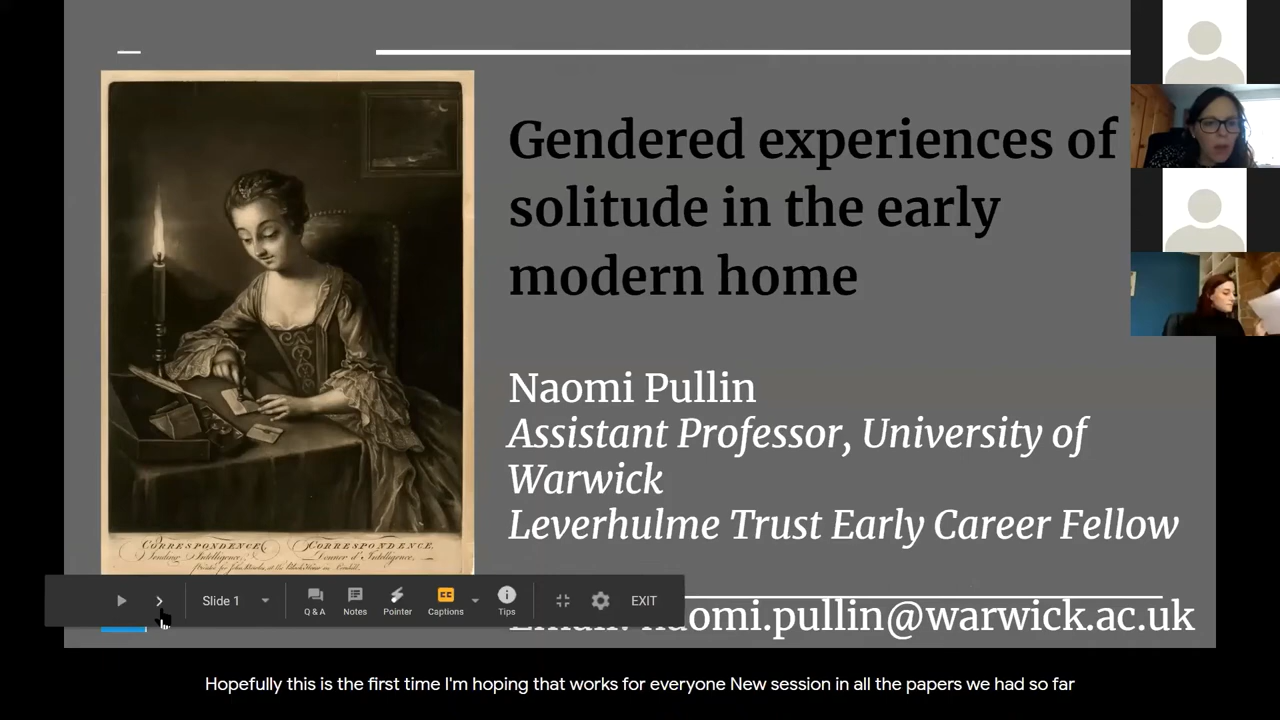 Gendered experiences of
solitude in the early
modern home
Naomi Pullin
Assistant Professor, University of
Warwick
Leverhulme Trust Early Career Fellow
naomi.pullin@warwick.ac.uk
CORRESPONDENCE CORRESPONDENCE.
Slide 1
Q & A
Notes
Pointer
CC
Captions
Tips
EXIT
Hopefully this is the first time I'm hoping that works for everyone New session in all the papers we had so far